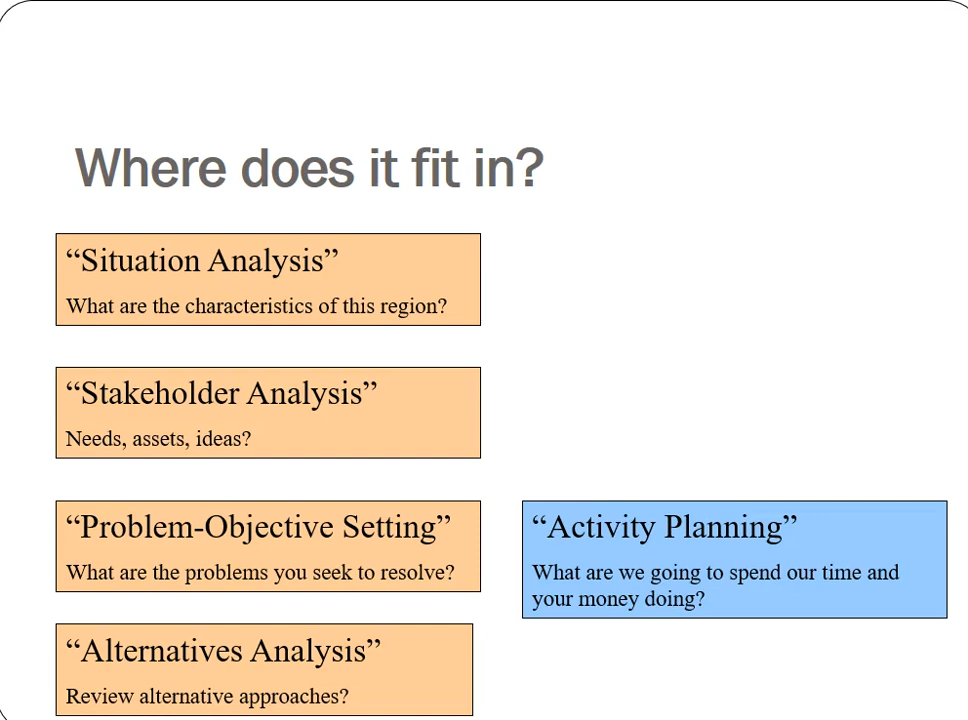 Where does it fit in?
“Situation Analysis”
What are the characteristics of this region?
“Stakeholder Analysis”
Needs, assets, ideas?
“Problem-Objective Setting”
What are the problems you seek to resolve?
“Alternatives Analysis”
Review alternative approaches?
“Activity Planning”
What are we going to spend our time and
your money doing?